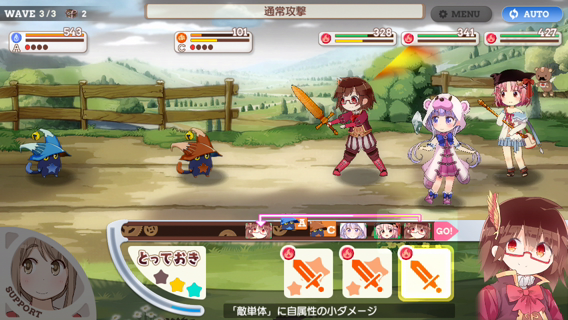 WAVE 3/3 2
通常攻撃
MENU
AUTO
543
A
101
C
328
341
427
A
C
GO!
とっておき
SUPPORT
「敵単体」に自属性の小ダメージ